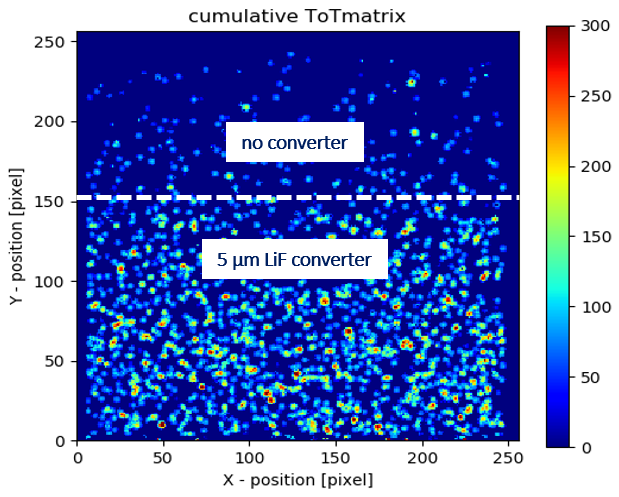 cumulative ToTmatrix
250
200
150
100
50
0
Y - position [pixel]
no converter
5 µm LiF converter
0 50 100 150 200 250
X - position [pixel]
300
250
200
150
100
50
0